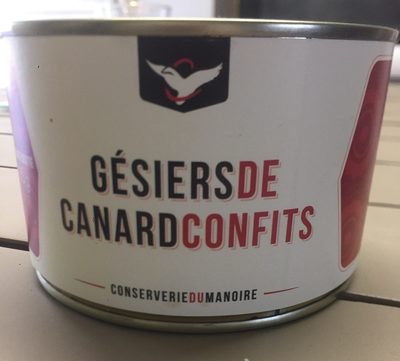 GÉSIERSDE
CANARDCONFITS
CONSERVERIEDUMANOIRE